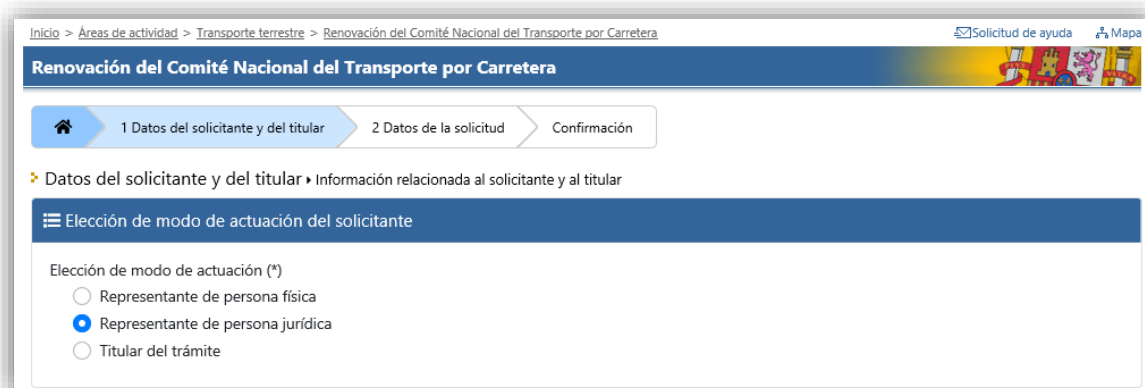 Inicio > Áreas de actividad > Transporte terrestre > Renovación del Comité Nacional del Transporte por Carretera
Solicitud de ayuda
Mapa
Renovación del Comité Nacional del Transporte por Carretera
1 Datos del solicitante y del titular
2 Datos de la solicitud
Confirmación
Datos del solicitante y del titular ▸ Información relacionada al solicitante y al titular
Elección de modo de actuación del solicitante
Elección de modo de actuación (*)
Representante de persona física
Representante de persona jurídica
Titular del trámite